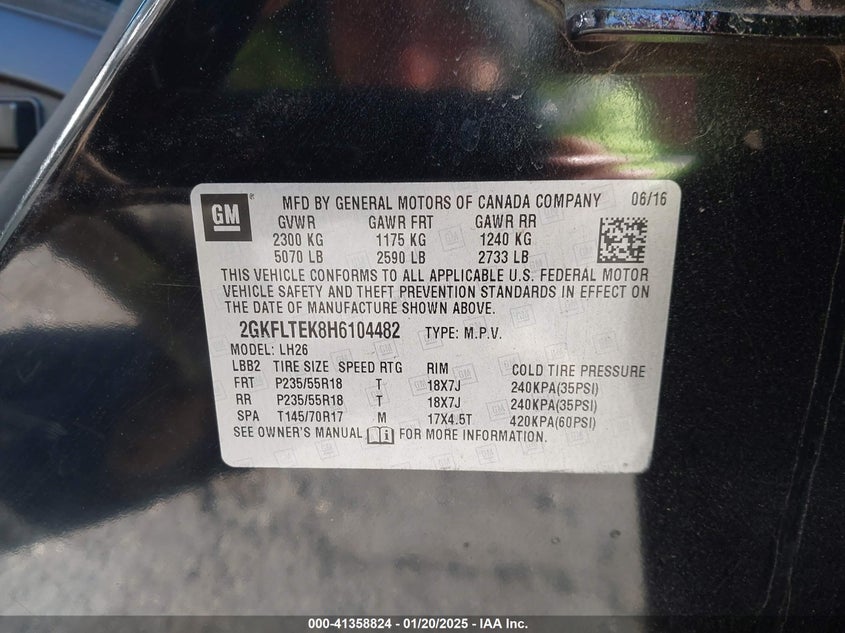 GM ® MFD BY GENERAL MOTORS OF CANADA COMPANY 06/16
GVWR GAWR FRT GAWR RR
2300 KG 1175 KG 1240 KG
5070 LB 2590 LB 2733 LB
THIS VEHICLE CONFORMS TO ALL APPLICABLE U.S. FEDERAL MOTOR
VEHICLE SAFETY AND THEFT PREVENTION STANDARDS IN EFFECT ON
THE DATE OF MANUFACTURE SHOWN ABOVE.
2GKFLTEK8H6104482 TYPE: M.P.V.
MODEL: LH26
LBB2 TIRE SIZE SPEED RTG RIM COLD TIRE PRESSURE
FRT P235/55R18 T 18X7J 240KPA(35PSI)
RR P235/55R18 T 18X7J 240KPA(35PSI)
SPA T145/70R17 M 17X4.5T 420KPA(60PSI)
SEE OWNER'S MANUAL FOR MORE INFORMATION.
000-41358824 / 01/20/2025 - IAA Inc.